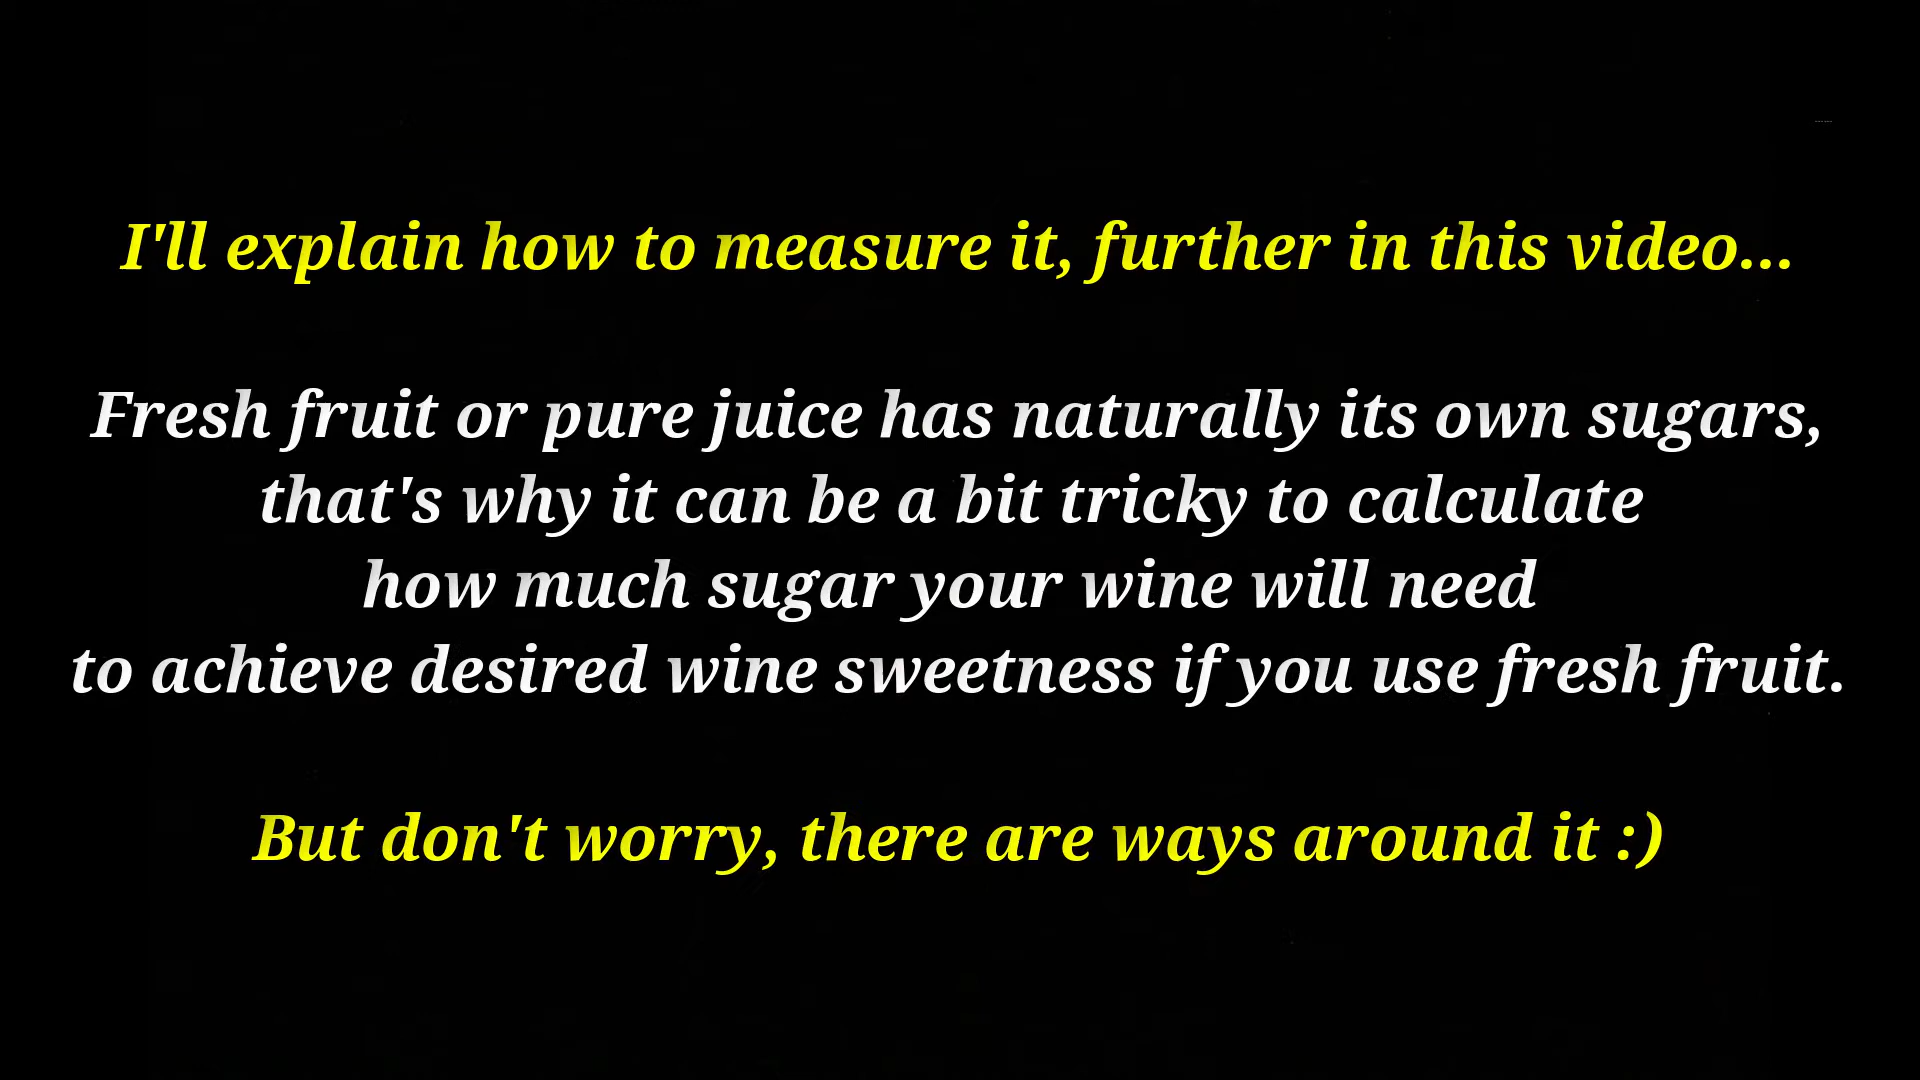 I'll explain how to measure it, further in this video...
Fresh fruit or pure juice has naturally its own sugars,
that's why it can be a bit tricky to calculate
how much sugar your wine will need
to achieve desired wine sweetness if you use fresh fruit.
But don't worry, there are ways around it :)